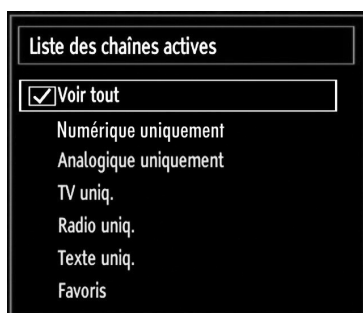 Liste des chaînes actives
Voir tout
Numérique uniquement
Analogique uniquement
TV uniq.
Radio uniq.
Texte uniq.
Favoris